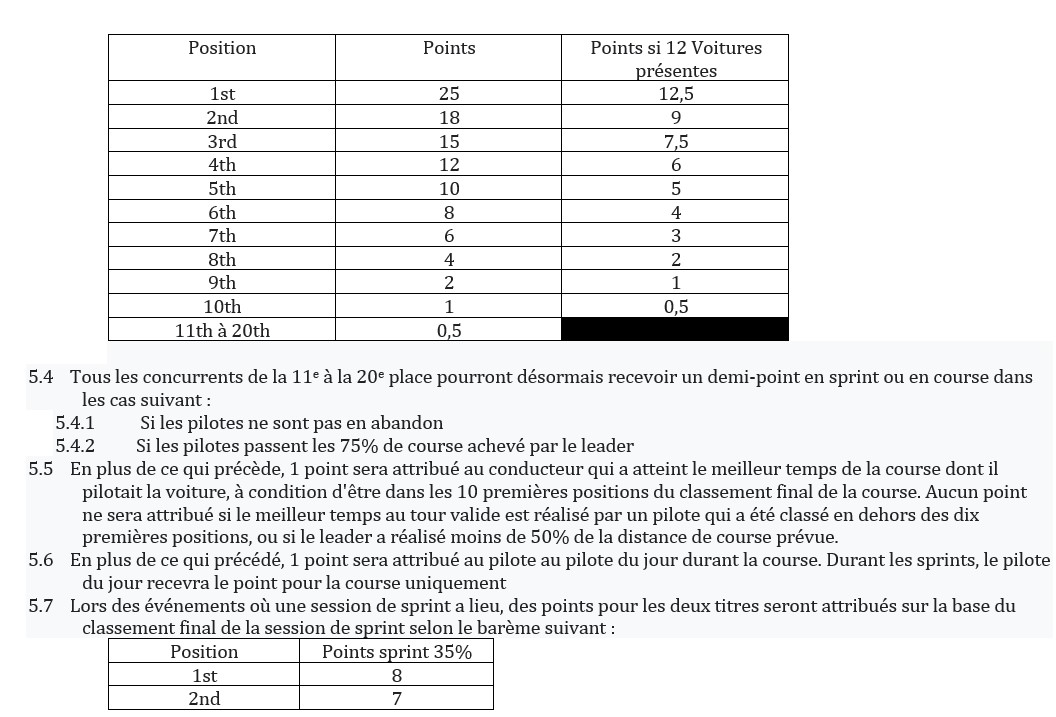 Position Points Points si 12 Voitures
présentes
1st 25 12,5
2nd 18 9
3rd 15 7,5
4th 12 6
5th 10 5
6th 8 4
7th 6 3
8th 4 2
9th 2 1
10th 1 0,5
11th à 20th 0,5
5.4 Tous les concurrents de la 11ᵉ à la 20ᵉ place pourront désormais recevoir un demi-point en sprint ou en course dans
les cas suivant :
5.4.1 Si les pilotes ne sont pas en abandon
5.4.2 Si les pilotes passent les 75% de course achevé par le leader
5.5 En plus de ce qui précède, 1 point sera attribué au conducteur qui a atteint le meilleur temps de la course dont il
pilotait la voiture, à condition d'être dans les 10 premières positions du classement final de la course. Aucun point
ne sera attribué si le meilleur temps au tour valide est réalisé par un pilote qui a été classé en dehors des dix
premières positions, ou si le leader a réalisé moins de 50% de la distance de course prévue.
5.6 En plus de ce qui précédé, 1 point sera attribué au pilote au pilote du jour durant la course. Durant les sprints, le pilote
du jour recevra le point pour la course uniquement
5.7 Lors des événements où une session de sprint a lieu, des points pour les deux titres seront attribués sur la base du
classement final de la session de sprint selon le barème suivant :
Position Points sprint 35%
1st 8
2nd 7